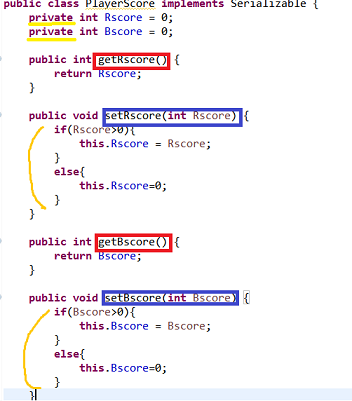 public class PlayerScore implements Serializable {
private int Rscore = 0;
private int Bscore = 0;
public int getRscore() {
return Rscore;
}
public void setRscore(int Rscore) {
if(Rscore>0){
this.Rscore = Rscore;
}
else{
this.Rscore=0;
}
}
public int getBscore() {
return Bscore;
}
public void setBscore(int Bscore) {
if(Bscore>0){
this.Bscore = Bscore;
}
else{
this.Bscore=0;
}
}